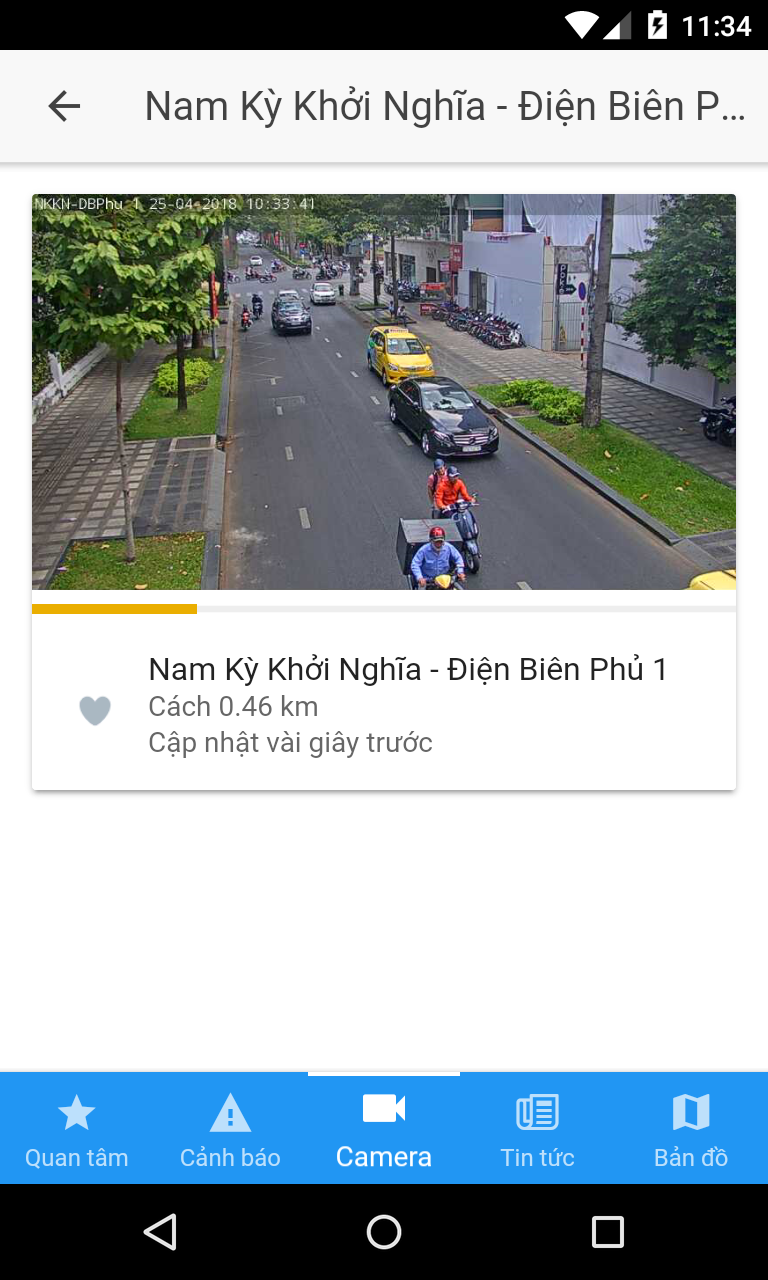 11:34
Nam Kỳ Khởi Nghĩa - Điện Biên P...
NKKN-DBPhu 1 25-04-2018 10:33:41
Nam Kỳ Khởi Nghĩa - Điện Biên Phủ 1
Cách 0.46 km
Cập nhật vài giây trước
Quan tâm
Cảnh báo
Camera
Tin tức
Bản đồ